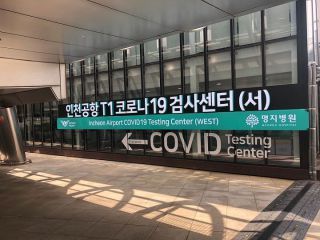 인천공항 T1 코로나19 검사센터 (서)
Incheon Airport COVID19 Testing Center (WEST)
명지병원
COVID Testing Center